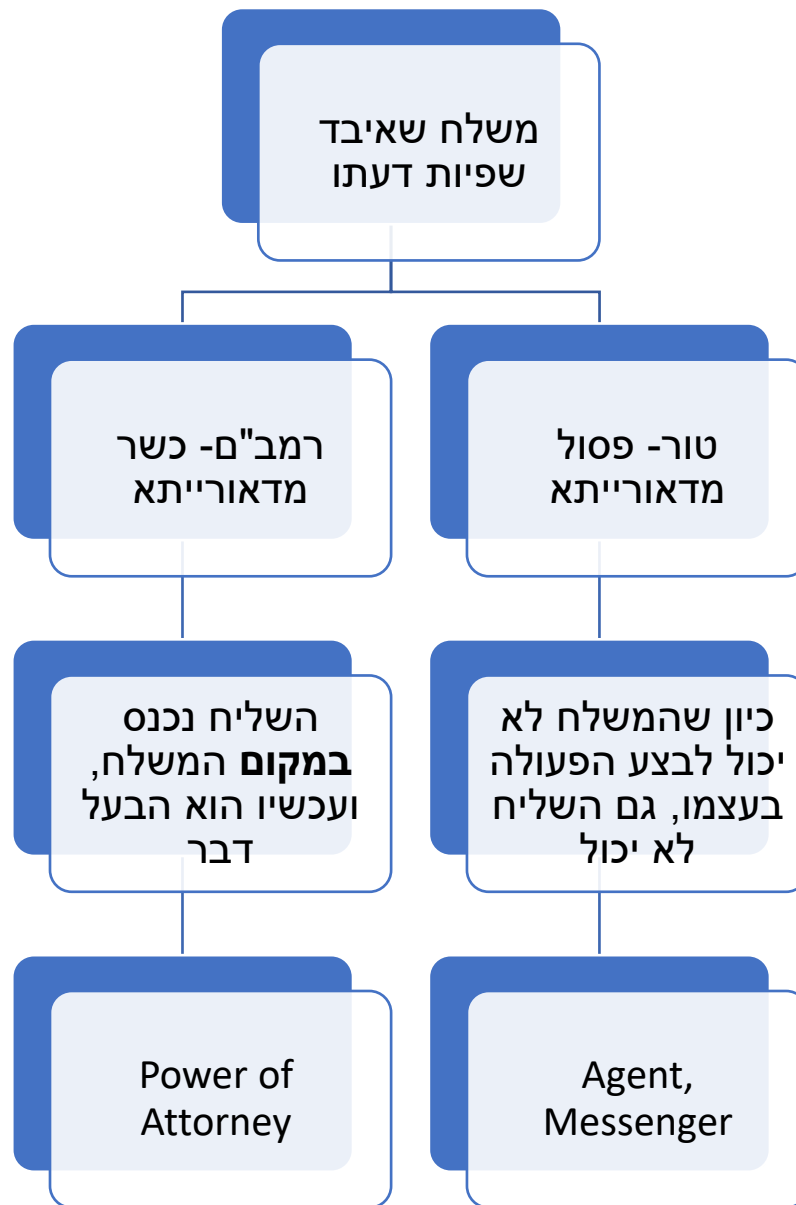 משלח שאיבד
שפיות דעתו
טור- פסול
מדאורייתא
רמב"ם- כשר
מדאורייתא
כיון שהמשלח לא
יכול לבצע הפעולה
בעצמו, גם השליח
לא יכול
השליח נכנס
במקום המשלח,
ועכשיו הוא הבעל
דבר
Agent,
Messenger
Power of
Attorney